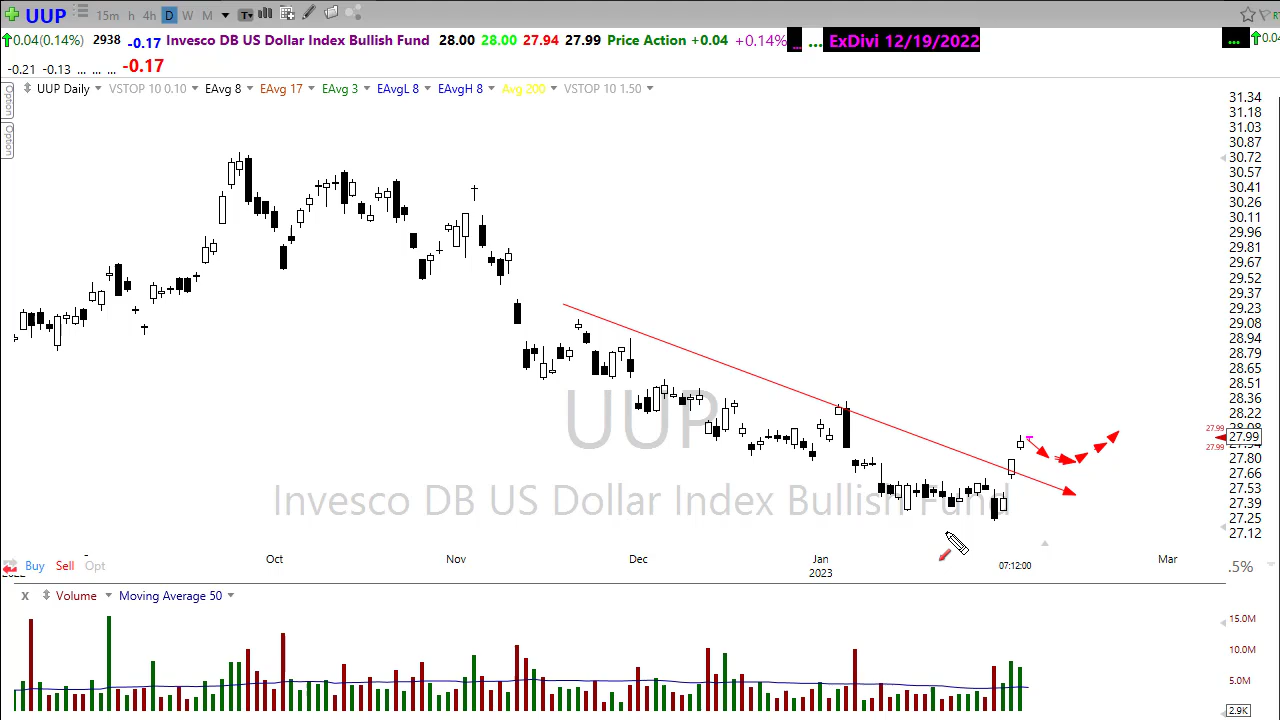 UUP 15m h 4h D W M T
0.04(0.14%) 2938 -0.17 Invesco DB US Dollar Index Bullish Fund 28.00 28.00 27.94 27.99 Price Action +0.04 +0.14% ... ... ExDivi 12/19/2022 ... 0.04
-0.21 -0.13 ... ... ... -0.17
Option
Option
UUP Daily VSTOP 10 0.10 EAvg 8 EAvg 17 EAvg 3 EAvgL 8 EAvgH 8 Avg 200 VSTOP 10 1.50
31.34
31.18
31.03
30.87
30.72
30.57
30.41
30.26
30.11
29.96
29.81
29.67
29.52
29.37
29.23
29.08
28.94
28.79
28.65
28.51
28.36
28.22
27.99
27.99
27.99
27.80
27.66
27.53
27.39
27.25
27.12
UUP
Invesco DB US Dollar Index Bullish Fund
Oct Nov Dec Jan Mar
2023
07:12:00
Buy Sell Opt
.5%
x Volume Moving Average 50
15.0M
10.0M
5.0M
2.9K